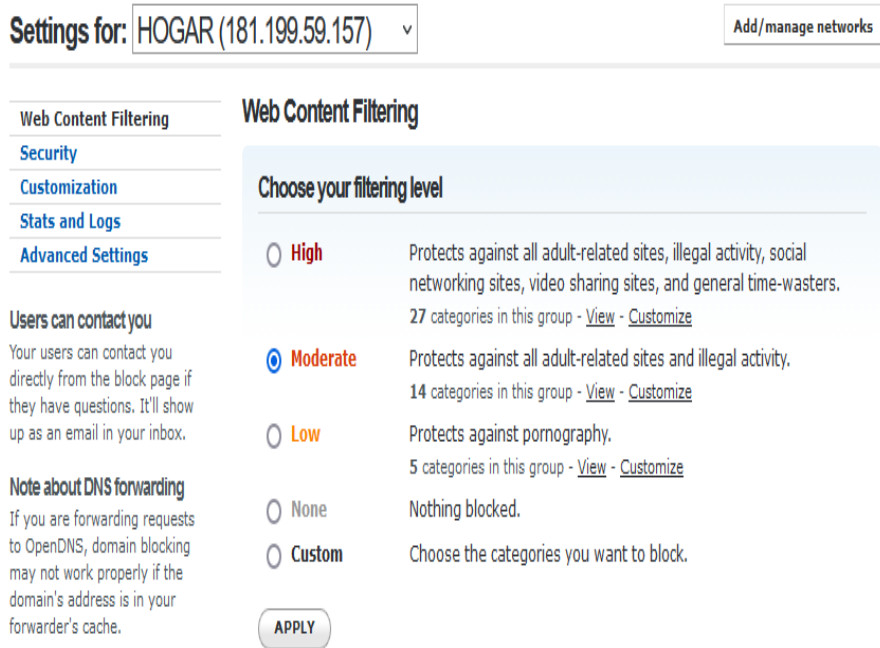 Settings for: HOGAR (181.199.59.157)
Add/manage networks
Web Content Filtering
Security
Customization
Stats and Logs
Advanced Settings
Users can contact you
Your users can contact you
directly from the block page if
they have questions. It'll show
up as an email in your inbox.
Note about DNS forwarding
If you are forwarding requests
to OpenDNS, domain blocking
may not work properly if the
domain's address is in your
forwarder's cache.
Web Content Filtering
Choose your filtering level
High
Protects against all adult-related sites, illegal activity, social
networking sites, video sharing sites, and general time-wasters.
27 categories in this group - View - Customize
Moderate
Protects against all adult-related sites and illegal activity.
14 categories in this group - View - Customize
Low
Protects against pornography.
5 categories in this group - View - Customize
None
Nothing blocked.
Custom
Choose the categories you want to block.
APPLY